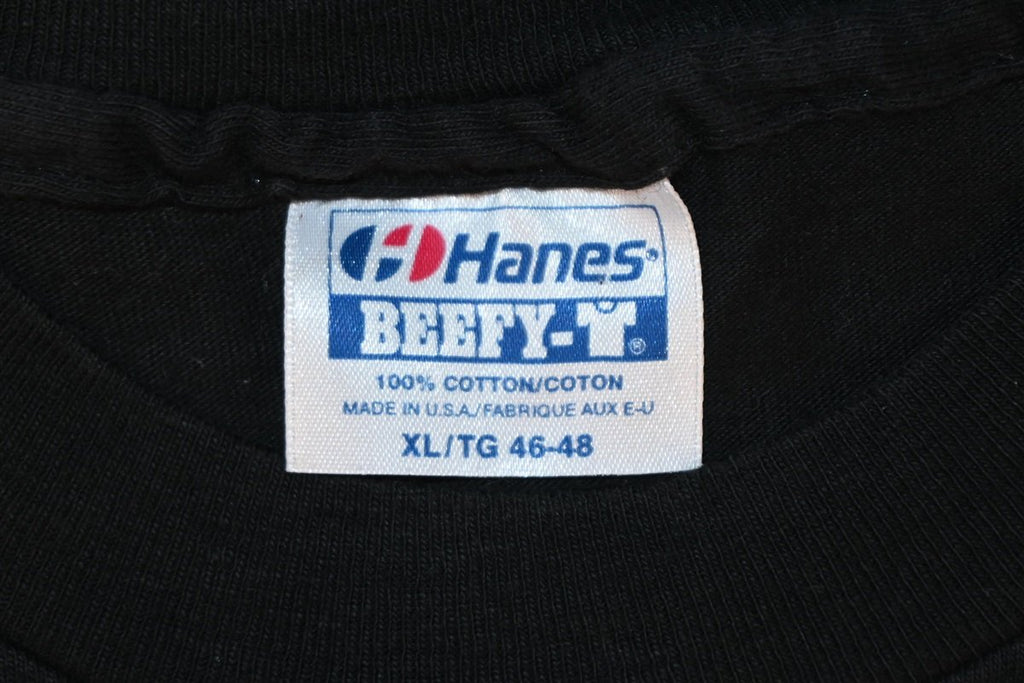 Hanes®
BEEFY-T®
100% COTTON/COTON
MADE IN U.S.A./FABRIQUE AUX E-U
XL/TG 46-48